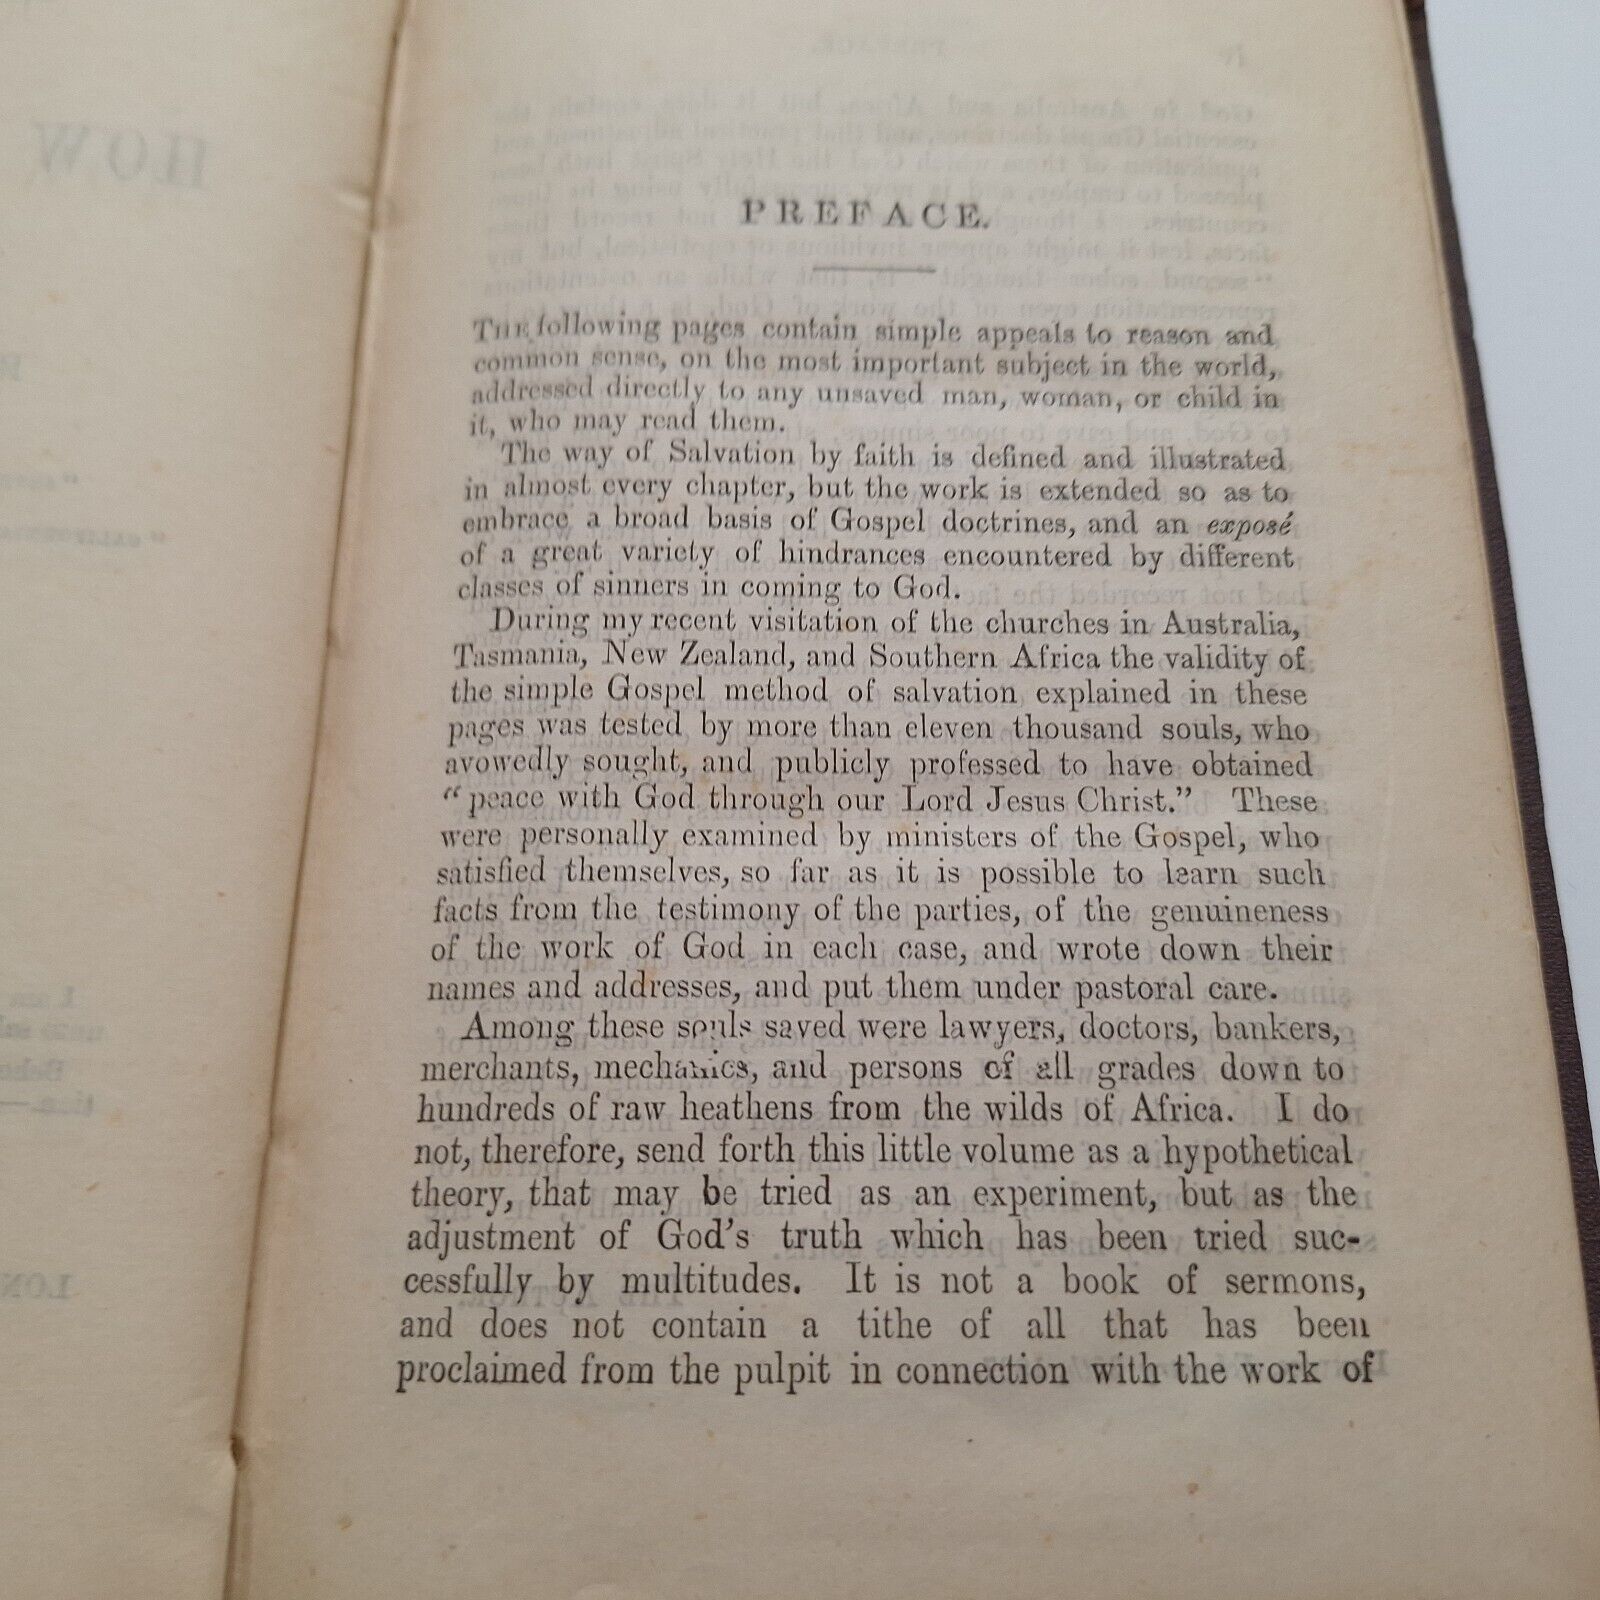 PREFACE.
THE following pages contain simple appeals to reason and
common sense, on the most important subject in the world,
addressed directly to any unsaved man, woman, or child in
it, who may read them.
The way of Salvation by faith is defined and illustrated
in almost every chapter, but the work is extended so as to
embrace a broad basis of Gospel doctrines, and an exposé
of a great variety of hindrances encountered by different
classes of sinners in coming to God.
During my recent visitation of the churches in Australia,
Tasmania, New Zealand, and Southern Africa the validity of
the simple Gospel method of salvation explained in these
pages was tested by more than eleven thousand souls, who
avowedly sought, and publicly professed to have obtained
“peace with God through our Lord Jesus Christ.” These
were personally examined by ministers of the Gospel, who
satisfied themselves, so far as it is possible to learn such
facts from the testimony of the parties, of the genuineness
of the work of God in each case, and wrote down their
names and addresses, and put them under pastoral care.
Among these souls saved were lawyers, doctors, bankers,
merchants, mechanics, and persons of all grades down to
hundreds of raw heathens from the wilds of Africa. I do
not, therefore, send forth this little volume as a hypothetical
theory, that may be tried as an experiment, but as the
adjustment of God's truth which has been tried suc-
cessfully by multitudes. It is not a book of sermons,
and does not contain a tithe of all that has been
proclaimed from the pulpit in connection with the work of